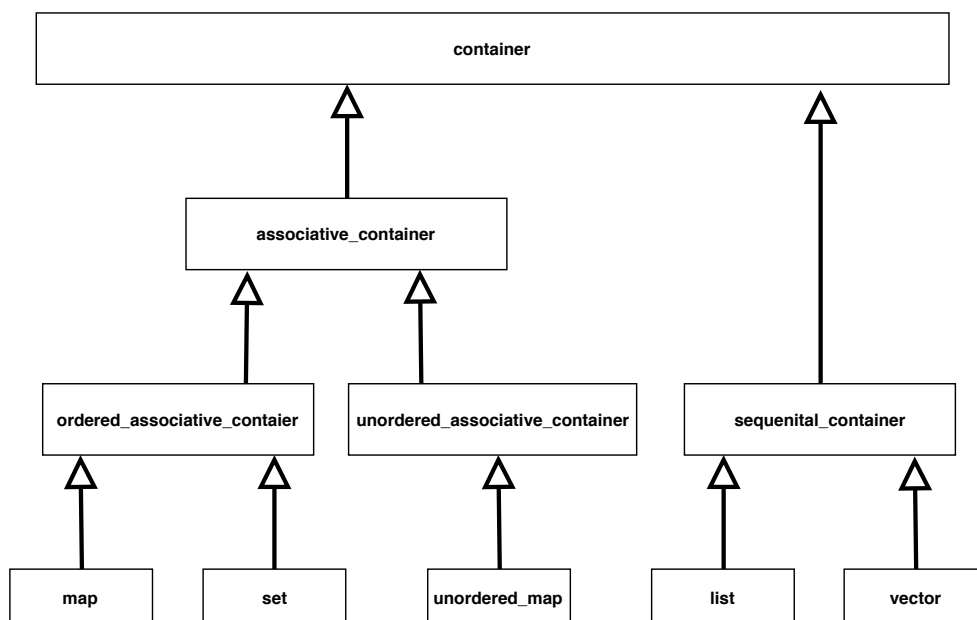 container
associative_container
ordered_associative_contaier
unordered_associative_container
sequenital_container
map
set
unordered_map
list
vector